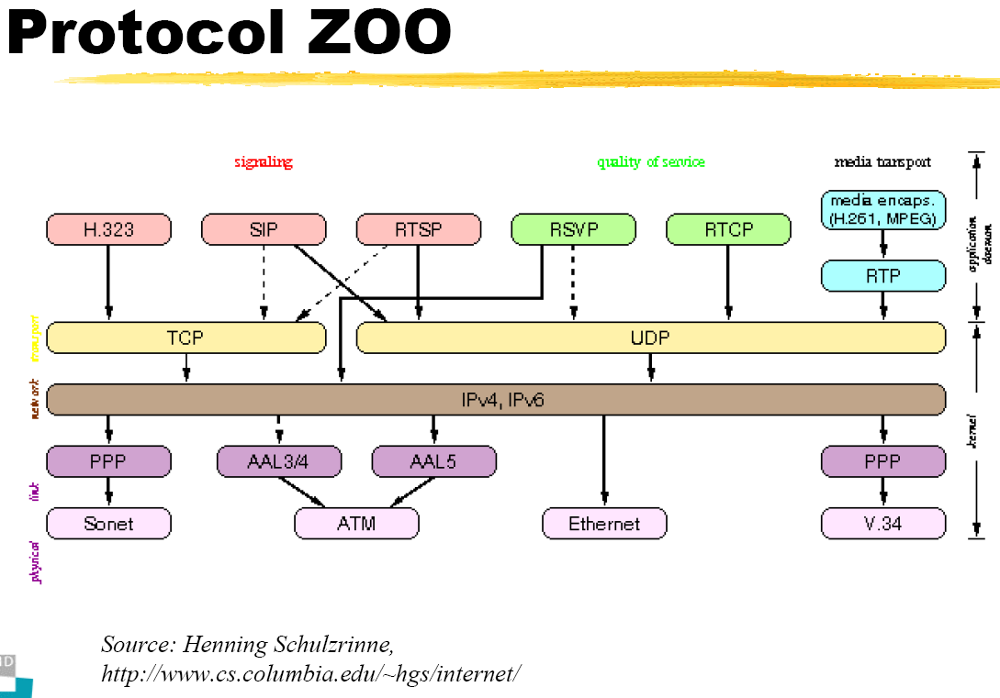 Protocol ZOO
signaling
quality of service
media transport
media encaps.
(H.261, MPEG)
H.323
SIP
RTSP
RSVP
RTCP
application
daemon
RTP
transport
TCP
UDP
network
IPv4, IPv6
kernel
PPP
AAL3/4
AAL5
PPP
link
Sonet
ATM
Ethernet
V.34
physical
Source: Henning Schulzrinne,
http://www.cs.columbia.edu/~hgs/internet/